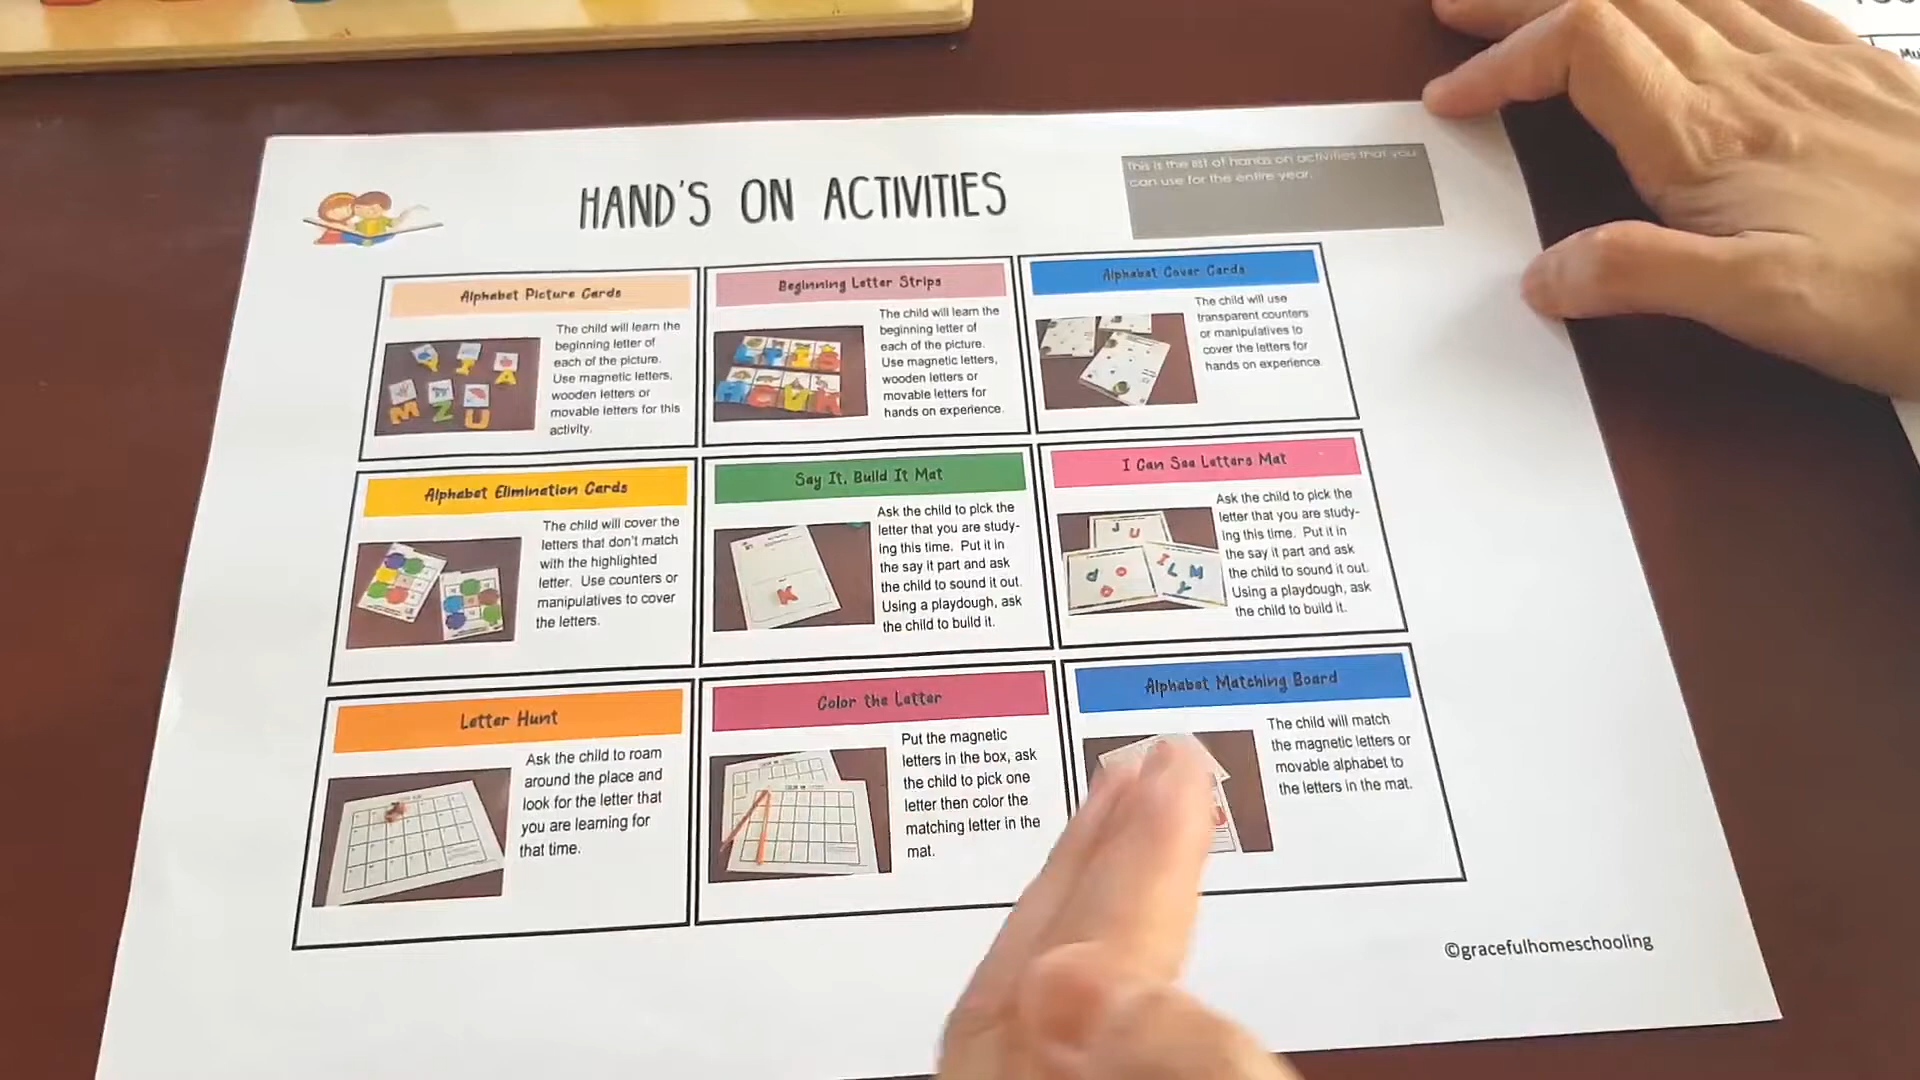 HAND'S ON ACTIVITIES
This is the list of hands on activities that you
can use for the entire year.
Alphabet Picture Cards
The child will learn the
beginning letter of
each of the picture.
Use magnetic letters,
wooden letters or
movable letters for this
activity.
Beginning Letter Strips
The child will learn the
beginning letter of
each of the picture.
Use magnetic letters,
wooden letters or
movable letters for
hands on experience.
Alphabet Cover Cards
The child will use
transparent counters
or manipulatives to
cover the letters for
hands on experience.
Alphabet Elimination Cards
The child will cover the
letters that don't match
with the highlighted
letter. Use counters or
manipulatives to cover
the letters.
Say It, Build It Mat
Ask the child to pick the
letter that you are study-
ing this time. Put it in
the say it part and ask
the child to sound it out.
Using a playdough, ask
the child to build it.
I Can See Letters Mat
Ask the child to pick the
letter that you are study-
ing this time. Put it in
the say it part and ask
the child to sound it out.
Using a playdough, ask
the child to build it.
Letter Hunt
Ask the child to roam
around the place and
look for the letter that
you are learning for
that time.
Color the Letter
Put the magnetic
letters in the box, ask
the child to pick one
letter then color the
matching letter in the
mat.
Alphabet Matching Board
The child will match
the magnetic letters or
movable alphabet to
the letters in the mat.
©gracefulhomeschooling